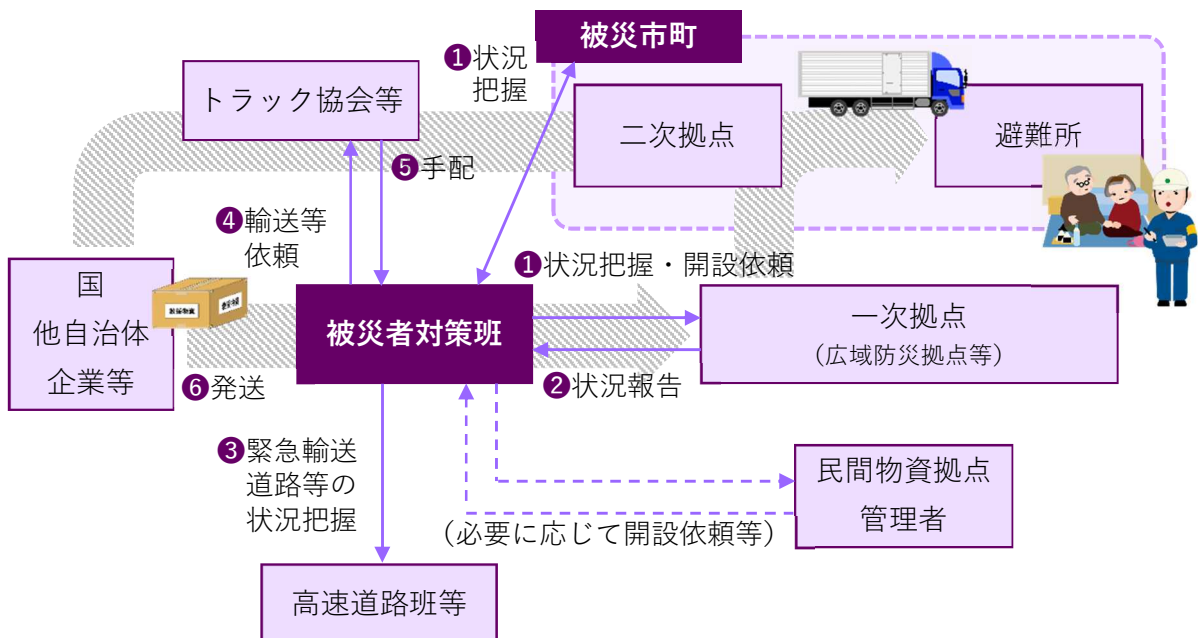 被災市町
❶状況
把握
トラック協会等
二次拠点
避難所
❺手配
❹輸送等
依頼
❶状況把握・開設依頼
国
他自治体
企業等
被災者対策班
一次拠点
（広域防災拠点等）
❻発送
❷状況報告
❸緊急輸送
道路等の
状況把握
民間物資拠点
管理者
（必要に応じて開設依頼等）
高速道路班等